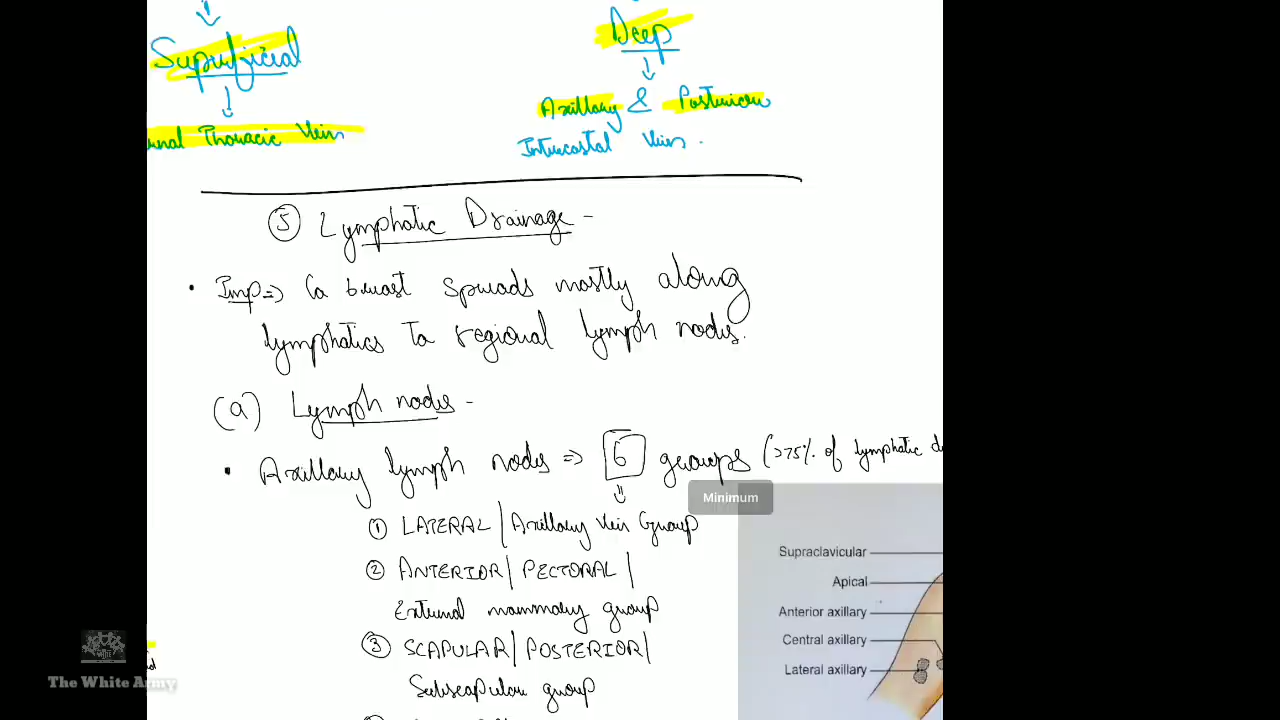 Superficial
Deep
Axillary & Posterior
Intercostal Vein.
Thoracic Vein
⑤ Lymphatic Drainage -
• Imp => Ca breast spreads mostly along
lymphatics to regional lymph nodes.
(a) Lymph nodes -
• Axillary lymph nodes => 6 groups (>75% of lymphatic
Minimum
① LATERAL / Axillary Vein Group
② ANTERIOR / PECTORAL /
External mammary group
③ SCAPULAR / POSTERIOR /
Subscapular group
Supraclavicular
Apical
Anterior axillary
Central axillary
Lateral axillary
The White Army